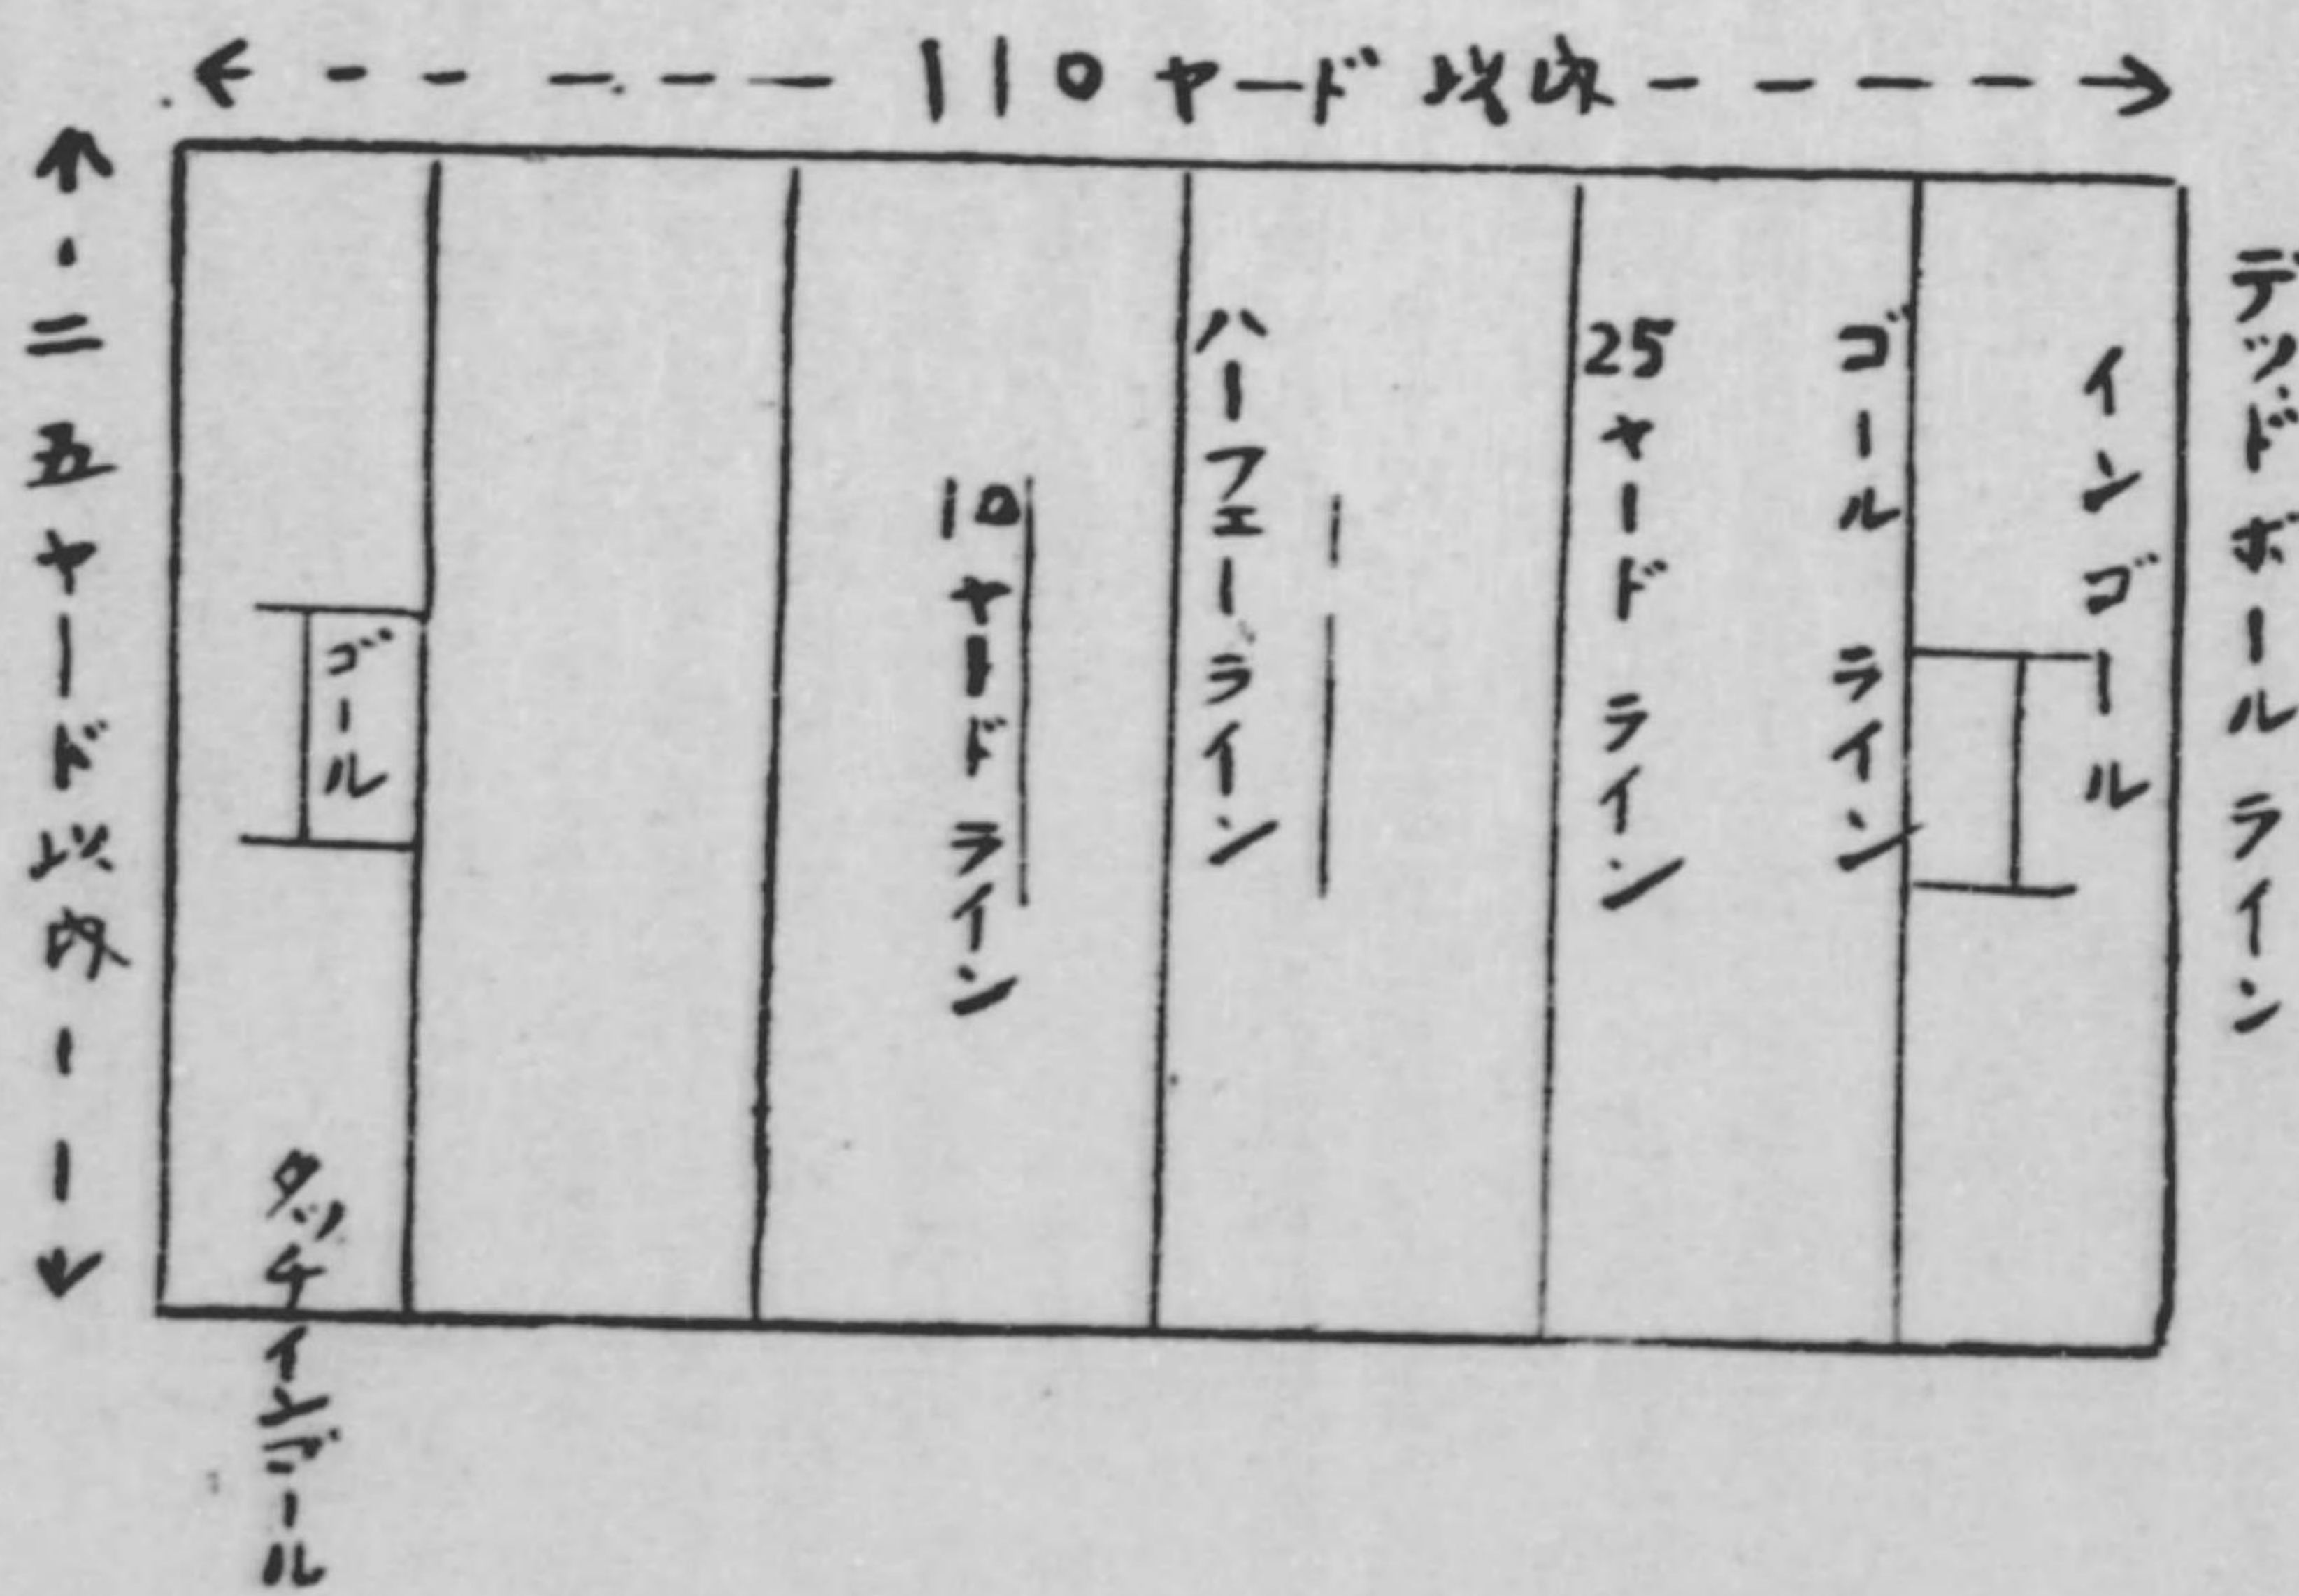 110ヤード以内
二五ヤード以内
ゴール
タッチインゴール
10ヤードライン
ハーフェーライン
25ヤードライン
ゴールライン
インゴール
デッドボールライン